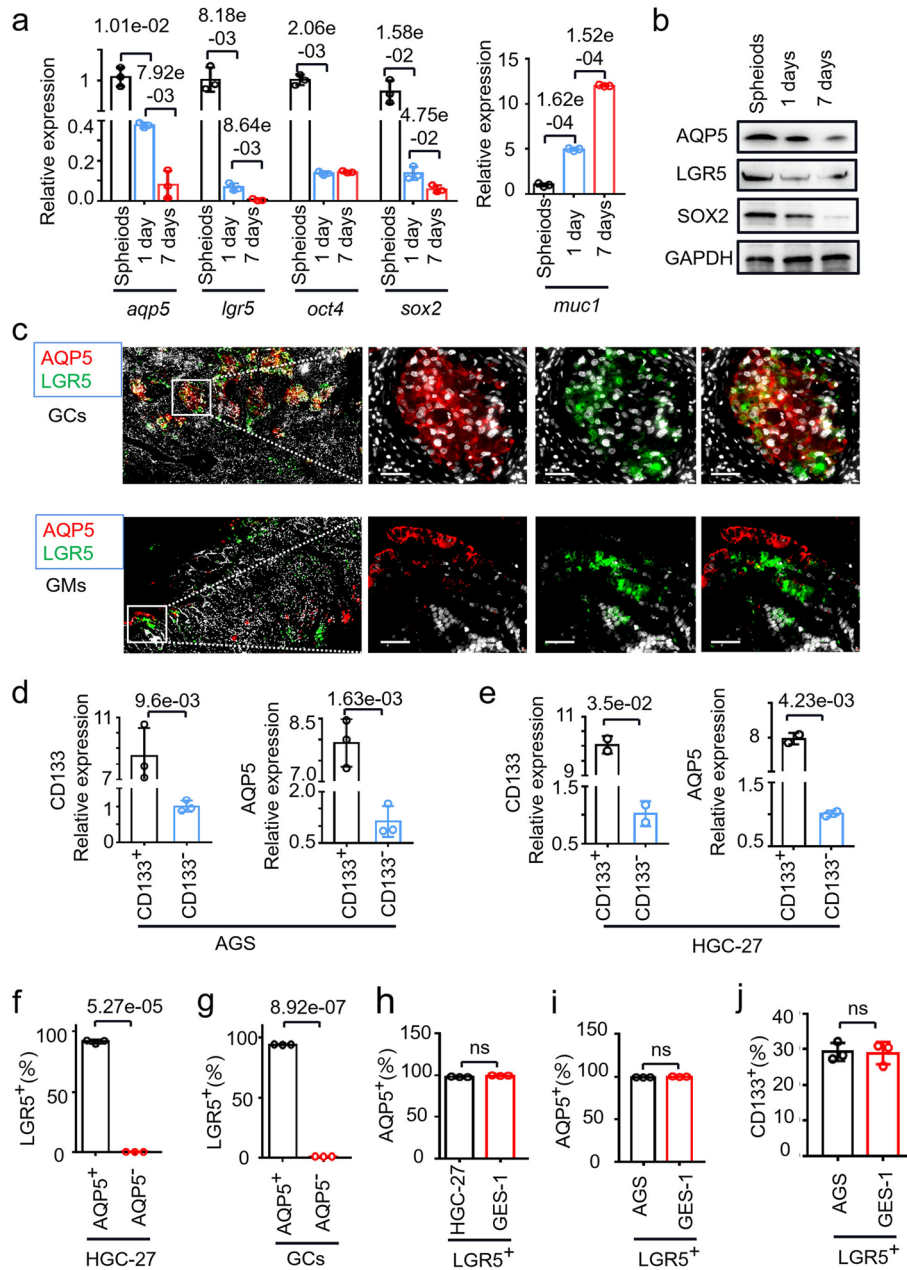 a
Relative expression
1.01e-02
7.92e
-03
8.18e
-03
8.64e
-03
2.06e
-03
1.58e
-02
4.75e
-02
1
0.4
0.2
0.0
Spheiods
1 day
7 days
Spheiods
1 day
7 days
Spheiods
1 day
7 days
Spheiods
1 day
7 days
aqp5
lgr5
oct4
sox2
Relative expression
1.52e
-04
1.62e
-04
15
10
5
0
Spheiods
1 day
7 days
muc1
b
Spheiods
1 days
7 days
AQP5
LGR5
SOX2
GAPDH
c
AQP5
LGR5
GCs
AQP5
LGR5
GMs
d
CD133
Relative expression
9.6e-03
11
7
1
0
CD133+
CD133-
AQP5
Relative expression
1.63e-03
8.5
7.0
2.0
0.5
CD133+
CD133-
AGS
e
CD133
Relative expression
3.5e-02
11
9
1.5
0.5
CD133+
CD133-
AQP5
Relative expression
4.23e-03
8
1.5
0.5
CD133+
CD133-
HGC-27
f
LGR5+(%)
5.27e-05
100
50
0
AQP5+
AQP5-
HGC-27
g
LGR5+(%)
8.92e-07
100
50
0
AQP5+
AQP5-
GCs
h
AQP5+(%)
ns
150
100
50
0
HGC-27
GES-1
LGR5+
i
AQP5+(%)
ns
150
100
50
0
AGS
GES-1
LGR5+
j
CD133+(%)
ns
40
30
20
10
0
AGS
GES-1
LGR5+